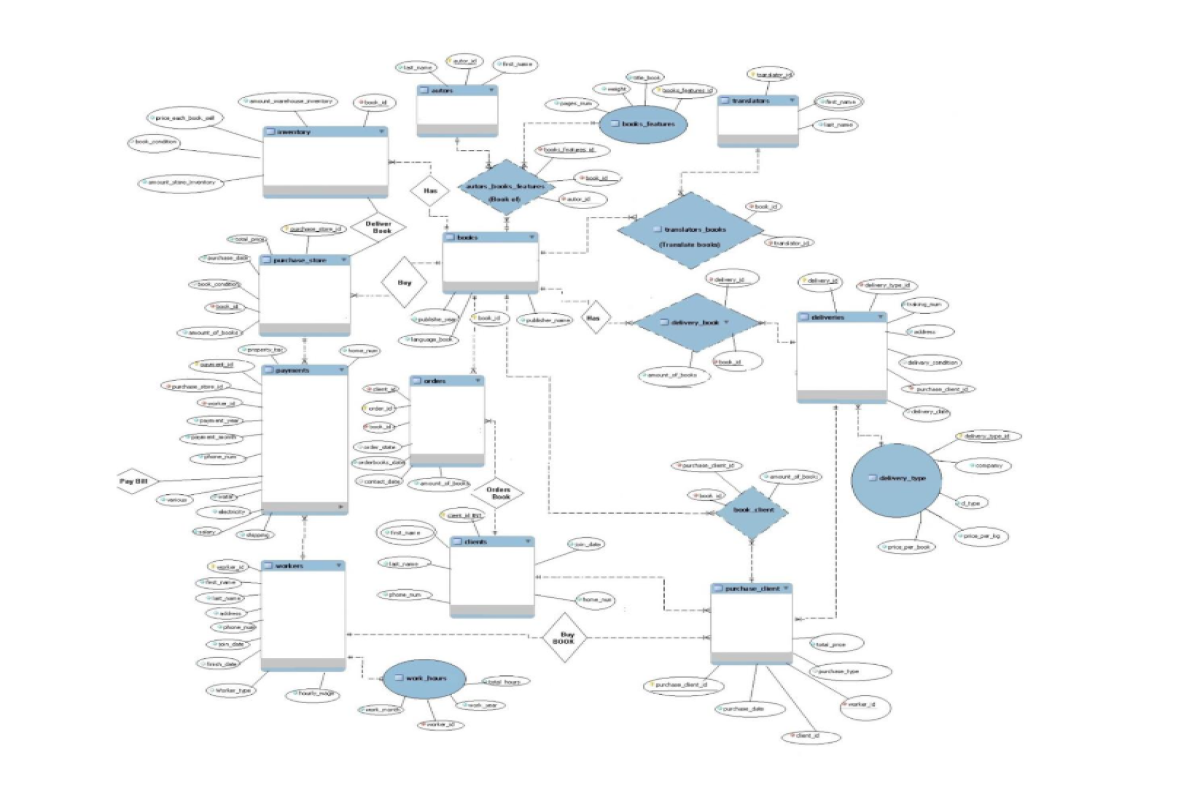 last_name
autor_id
first_name
autors
title_book
weight
books_features_id
pages_num
books_features
translator_id
translators
first_name
last_name
amount_warehouse_inventory
book_id
price_each_book_sell
inventory
book_condition
amount_store_inventory
Has
books_features_id
book_id
autor_id
autors_books_features
(Book of)
book_id
translators_books
(Translate books)
translator_id
Deliver
Book
purchase_store_id
total_price
purchase_date
purchase_store
book_condition
book_id
amount_of_books
books
Buy
publishe_year
book_id
publisher_name
language_book
Has
delivery_id
delivery_book
book_id
amount_of_books
delivery_id
delivery_type_id
deliveries
address
delivery_condition
purchase_client_id
delivery_date
property_tax
home_num
payment_id
payments
purchase_store_id
worker_id
payment_year
payment_month
phone_num
Pay Bill
various
water
electricity
salary
shipping
orders
client_id
order_id
book_id
order_state
orderbooks_date
contact_date
amount_of_books
Orders
Book
delivery_type_id
company
delivery_type
price_per_kg
price_per_book
purchase_client_id
amount_of_books
book_id
book_client
first_name
clients
join_date
last_name
phone_num
home_num
worker_id
workers
first_name
last_name
address
phone_num
join_date
finish_date
Worker_type
hourly_wage
Buy
BOOK
purchase_client
total_price
purchase_type
purchase_client_id
purchase_date
worker_id
client_id
work_hours
total_hours
work_year
work_month
worker_id